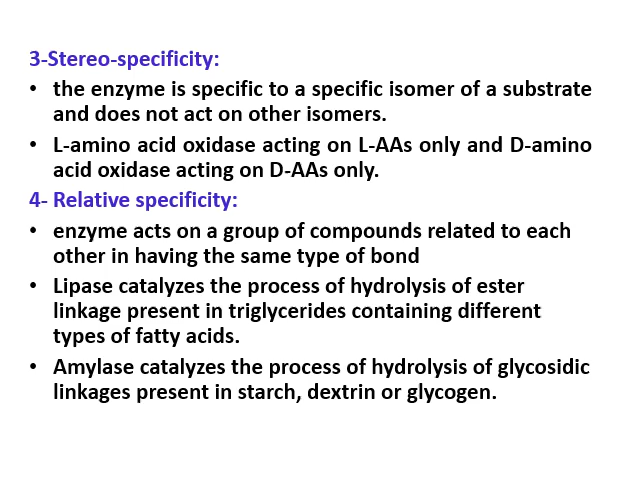 3-Stereo-specificity:
• the enzyme is specific to a specific isomer of a substrate
and does not act on other isomers.
• L-amino acid oxidase acting on L-AAs only and D-amino
acid oxidase acting on D-AAs only.
4- Relative specificity:
• enzyme acts on a group of compounds related to each
other in having the same type of bond
• Lipase catalyzes the process of hydrolysis of ester
linkage present in triglycerides containing different
types of fatty acids.
• Amylase catalyzes the process of hydrolysis of glycosidic
linkages present in starch, dextrin or glycogen.